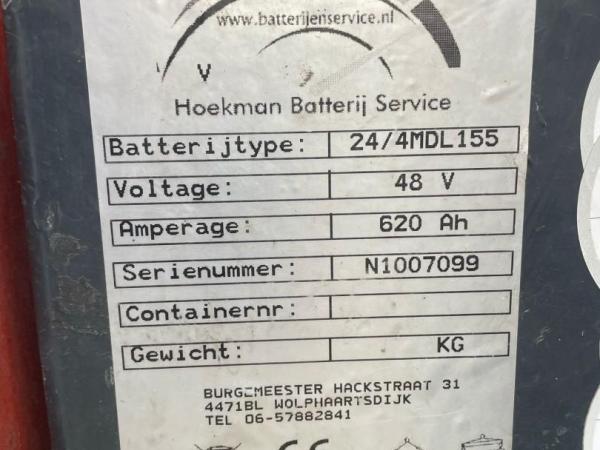 www.batterijenservice.nl
V
Hoekman Batterij Service
Batterijtype: 24/4MDL155
Voltage: 48 V
Amperage: 620 Ah
Serienummer: N1007099
Containernr:
Gewicht: KG
BURGEMEESTER HACKSTRAAT 31
4471BL WOLPHAARTSDIJK
TEL 06-57882841
CE